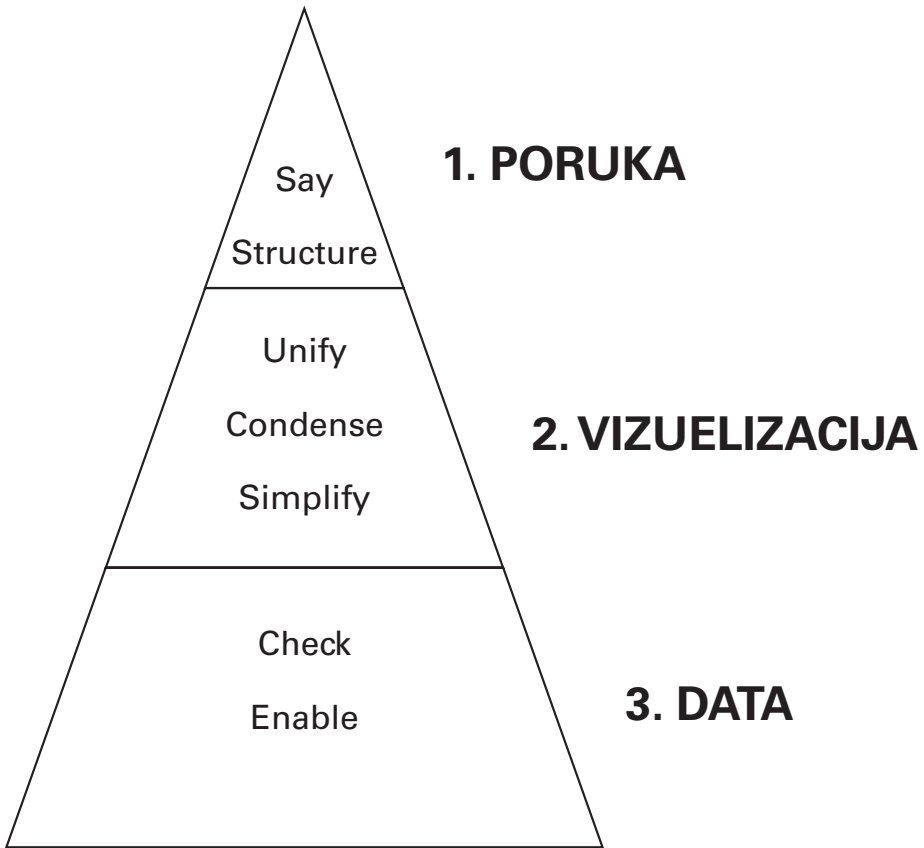 Say
Structure
1. PORUKA
Unify
Condense
Simplify
2. VIZUELIZACIJA
Check
Enable
3. DATA